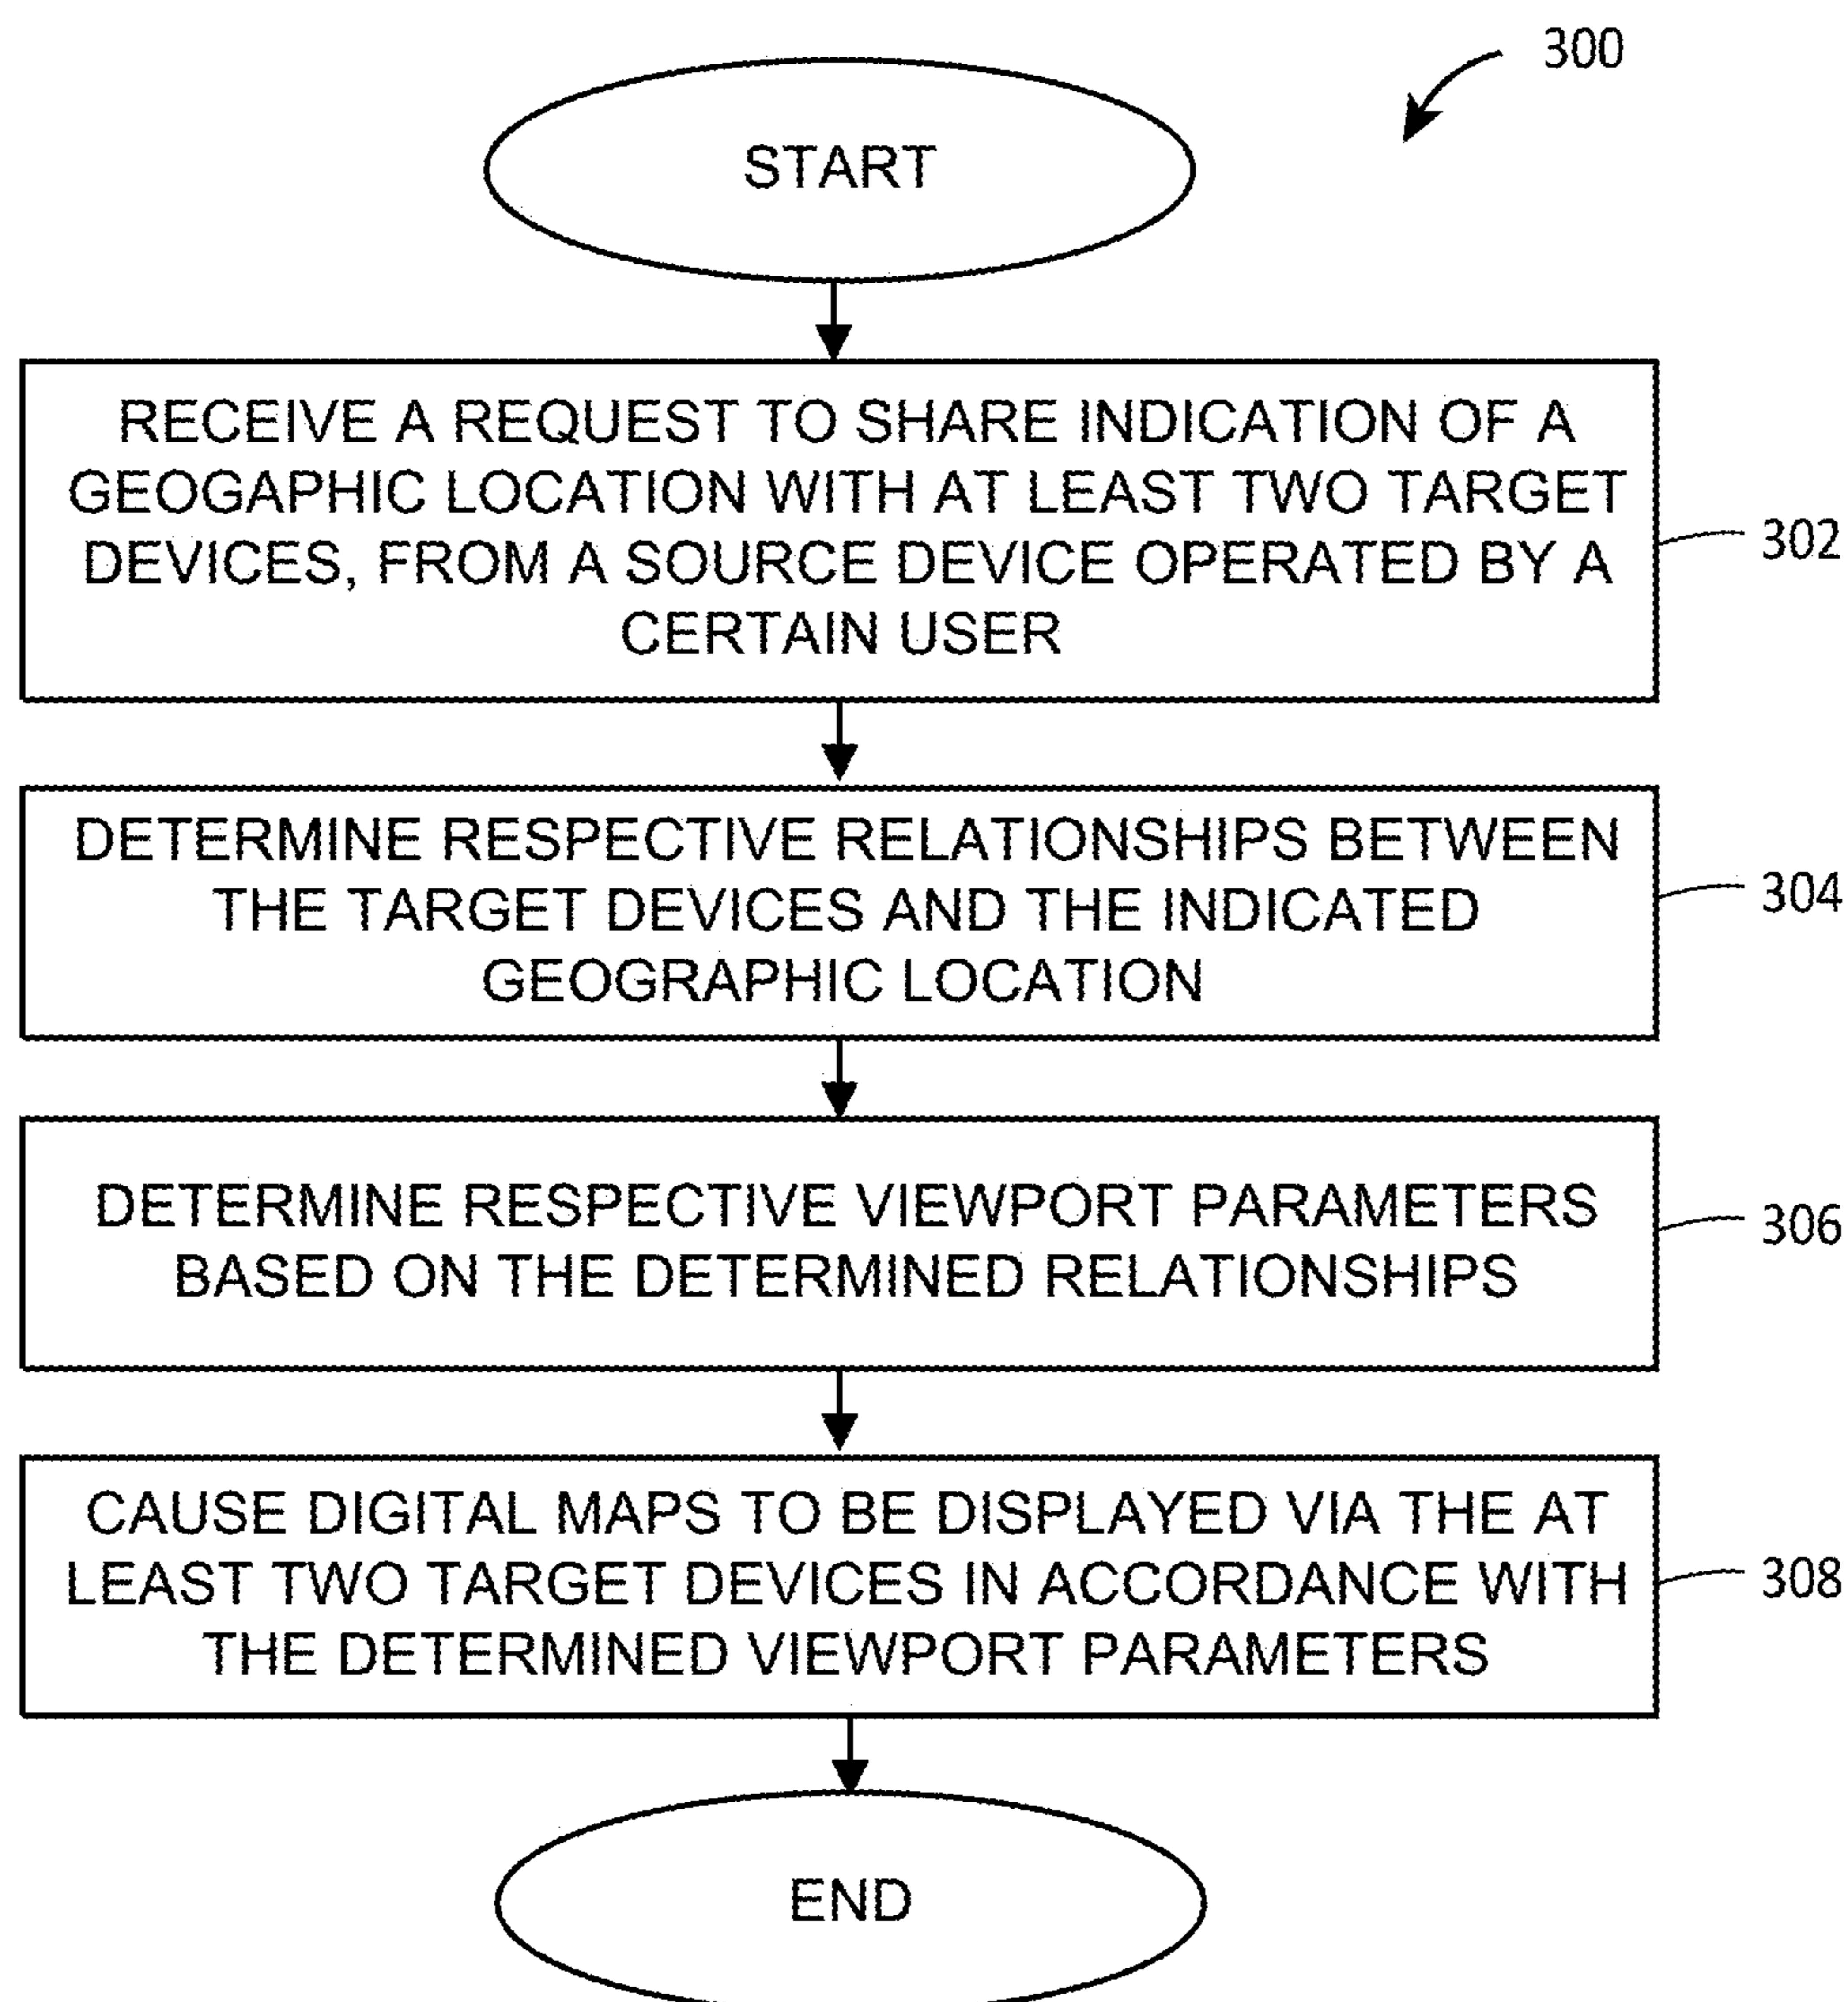 300
START
RECEIVE A REQUEST TO SHARE INDICATION OF A
GEOGAPHIC LOCATION WITH AT LEAST TWO TARGET
DEVICES, FROM A SOURCE DEVICE OPERATED BY A
CERTAIN USER
302
DETERMINE RESPECTIVE RELATIONSHIPS BETWEEN
THE TARGET DEVICES AND THE INDICATED
GEOGRAPHIC LOCATION
304
DETERMINE RESPECTIVE VIEWPORT PARAMETERS
BASED ON THE DETERMINED RELATIONSHIPS
306
CAUSE DIGITAL MAPS TO BE DISPLAYED VIA THE AT
LEAST TWO TARGET DEVICES IN ACCORDANCE WITH
THE DETERMINED VIEWPORT PARAMETERS
308
END